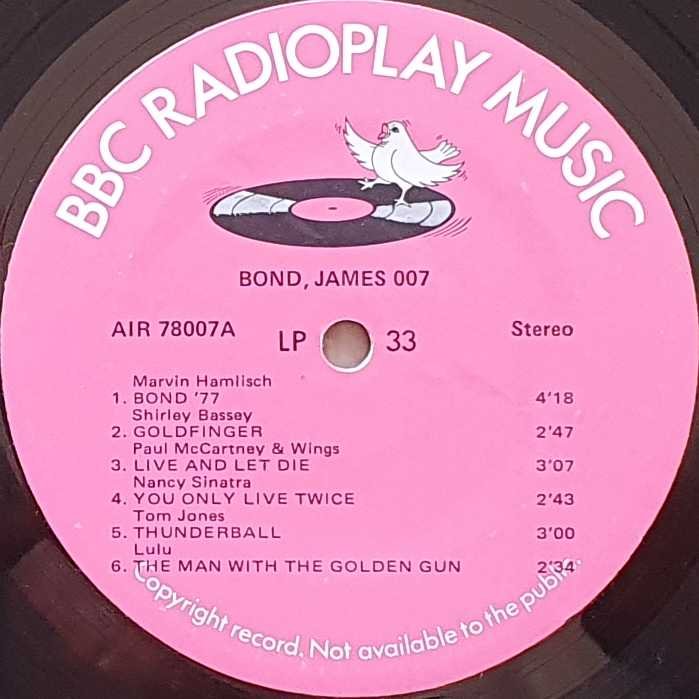 BBC RADIOPLAY MUSIC
BOND, JAMES 007
AIR 78007A
LP 33
Stereo
Marvin Hamlisch
1. BOND '77 4'18
Shirley Bassey
2. GOLDFINGER 2'47
Paul McCartney & Wings
3. LIVE AND LET DIE 3'07
Nancy Sinatra
4. YOU ONLY LIVE TWICE 2'43
Tom Jones
5. THUNDERBALL 3'00
Lulu
6. THE MAN WITH THE GOLDEN GUN 2'34
Copyright record. Not available to the public.